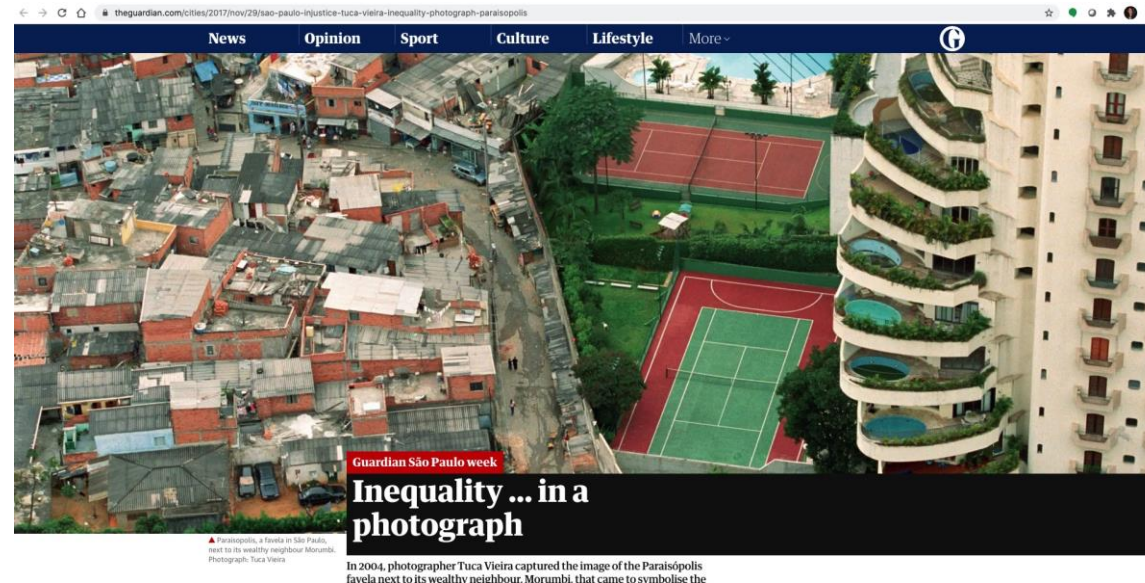 theguardian.com/cities/2017/nov/29/sao-paulo-injustice-tuca-vieira-inequality-photograph-paraisopolis
News Opinion Sport Culture Lifestyle More
G
Guardian São Paulo week
Inequality ... in a
photograph
Paraisopolis, a favela in São Paulo,
next to its wealthy neighbour Morumbi.
Photograph: Tuca Vieira
In 2004, photographer Tuca Vieira captured the image of the Paraisópolis
favela next to its wealthy neighbour, Morumbi, that came to symbolise the